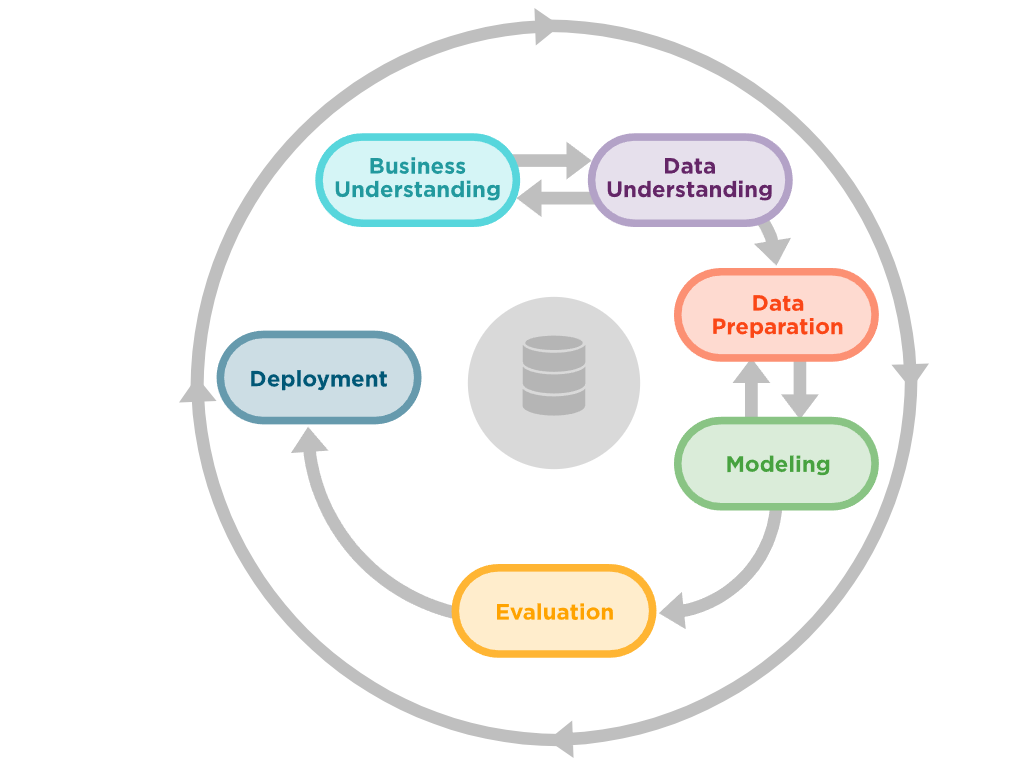 Business
Understanding
Data
Understanding
Data
Preparation
Deployment
Modeling
Evaluation